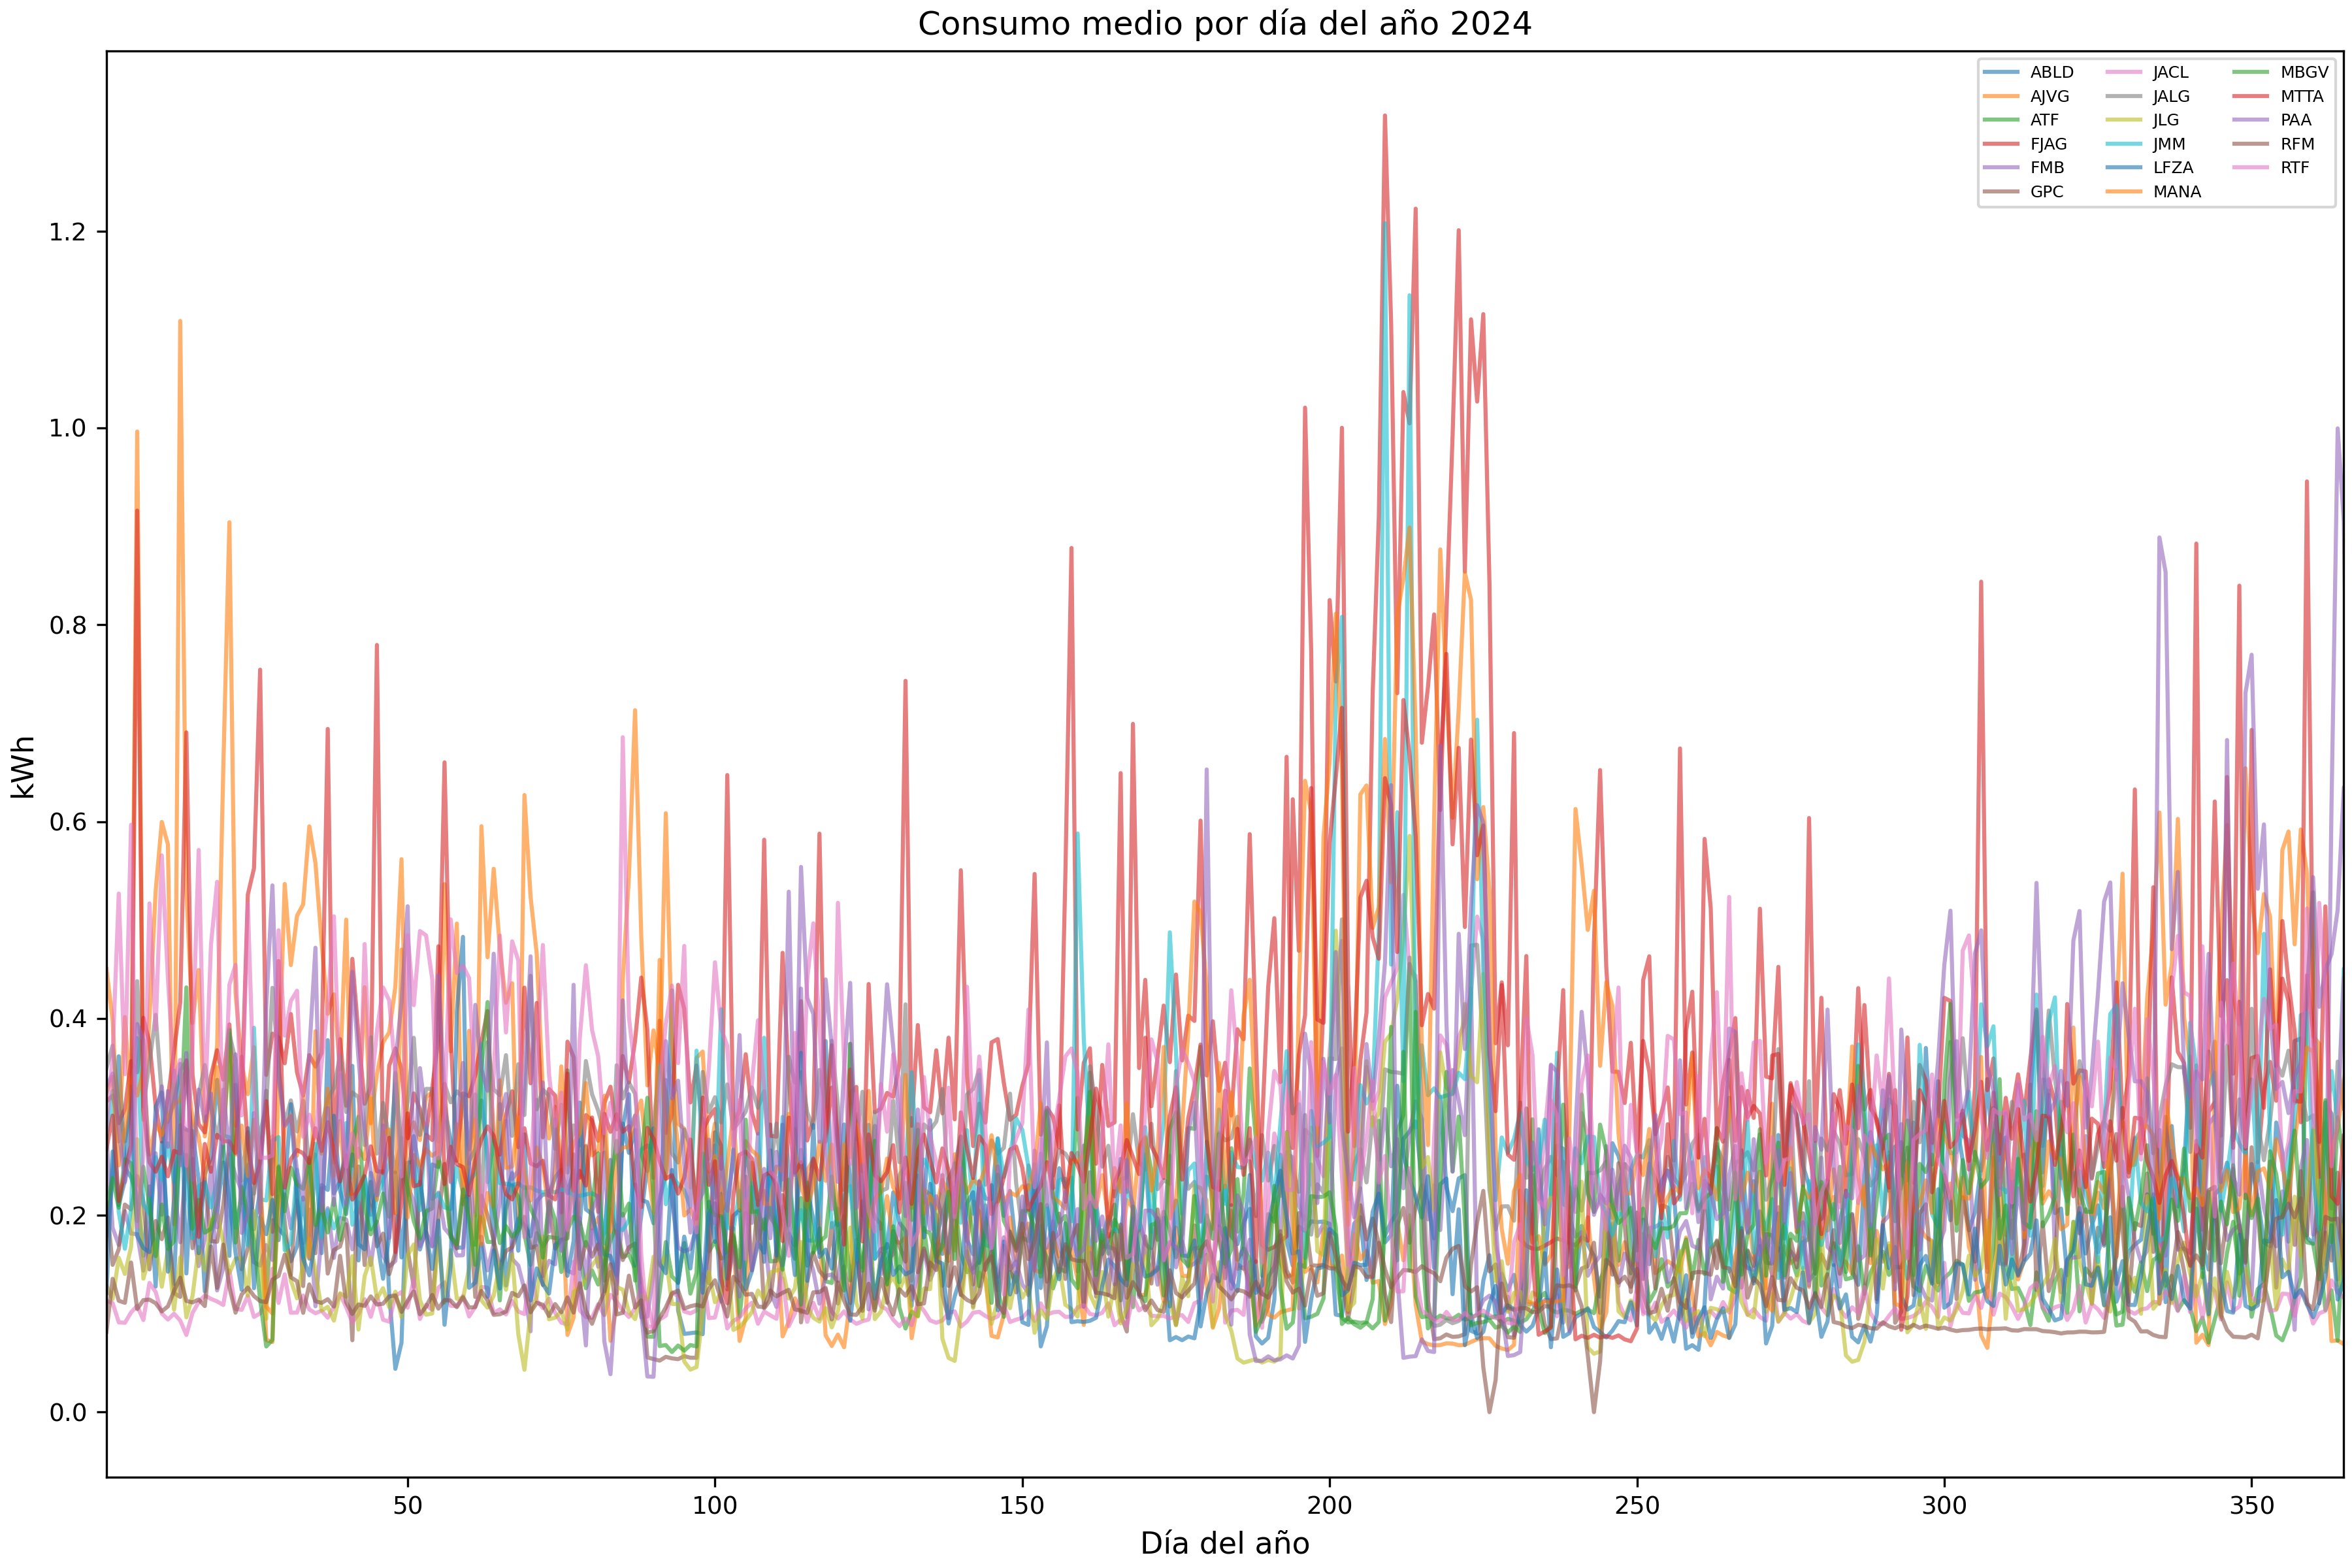 Consumo medio por día del año 2024
ABLD
AJVG
ATF
FJAG
FMB
GPC
JACL
JALG
JLG
JMM
LFZA
MANA
MBGV
MTTA
PAA
RFM
RTF
kWh
1.2
1.0
0.8
0.6
0.4
0.2
0.0
50 100 150 200 250 300 350
Día del año